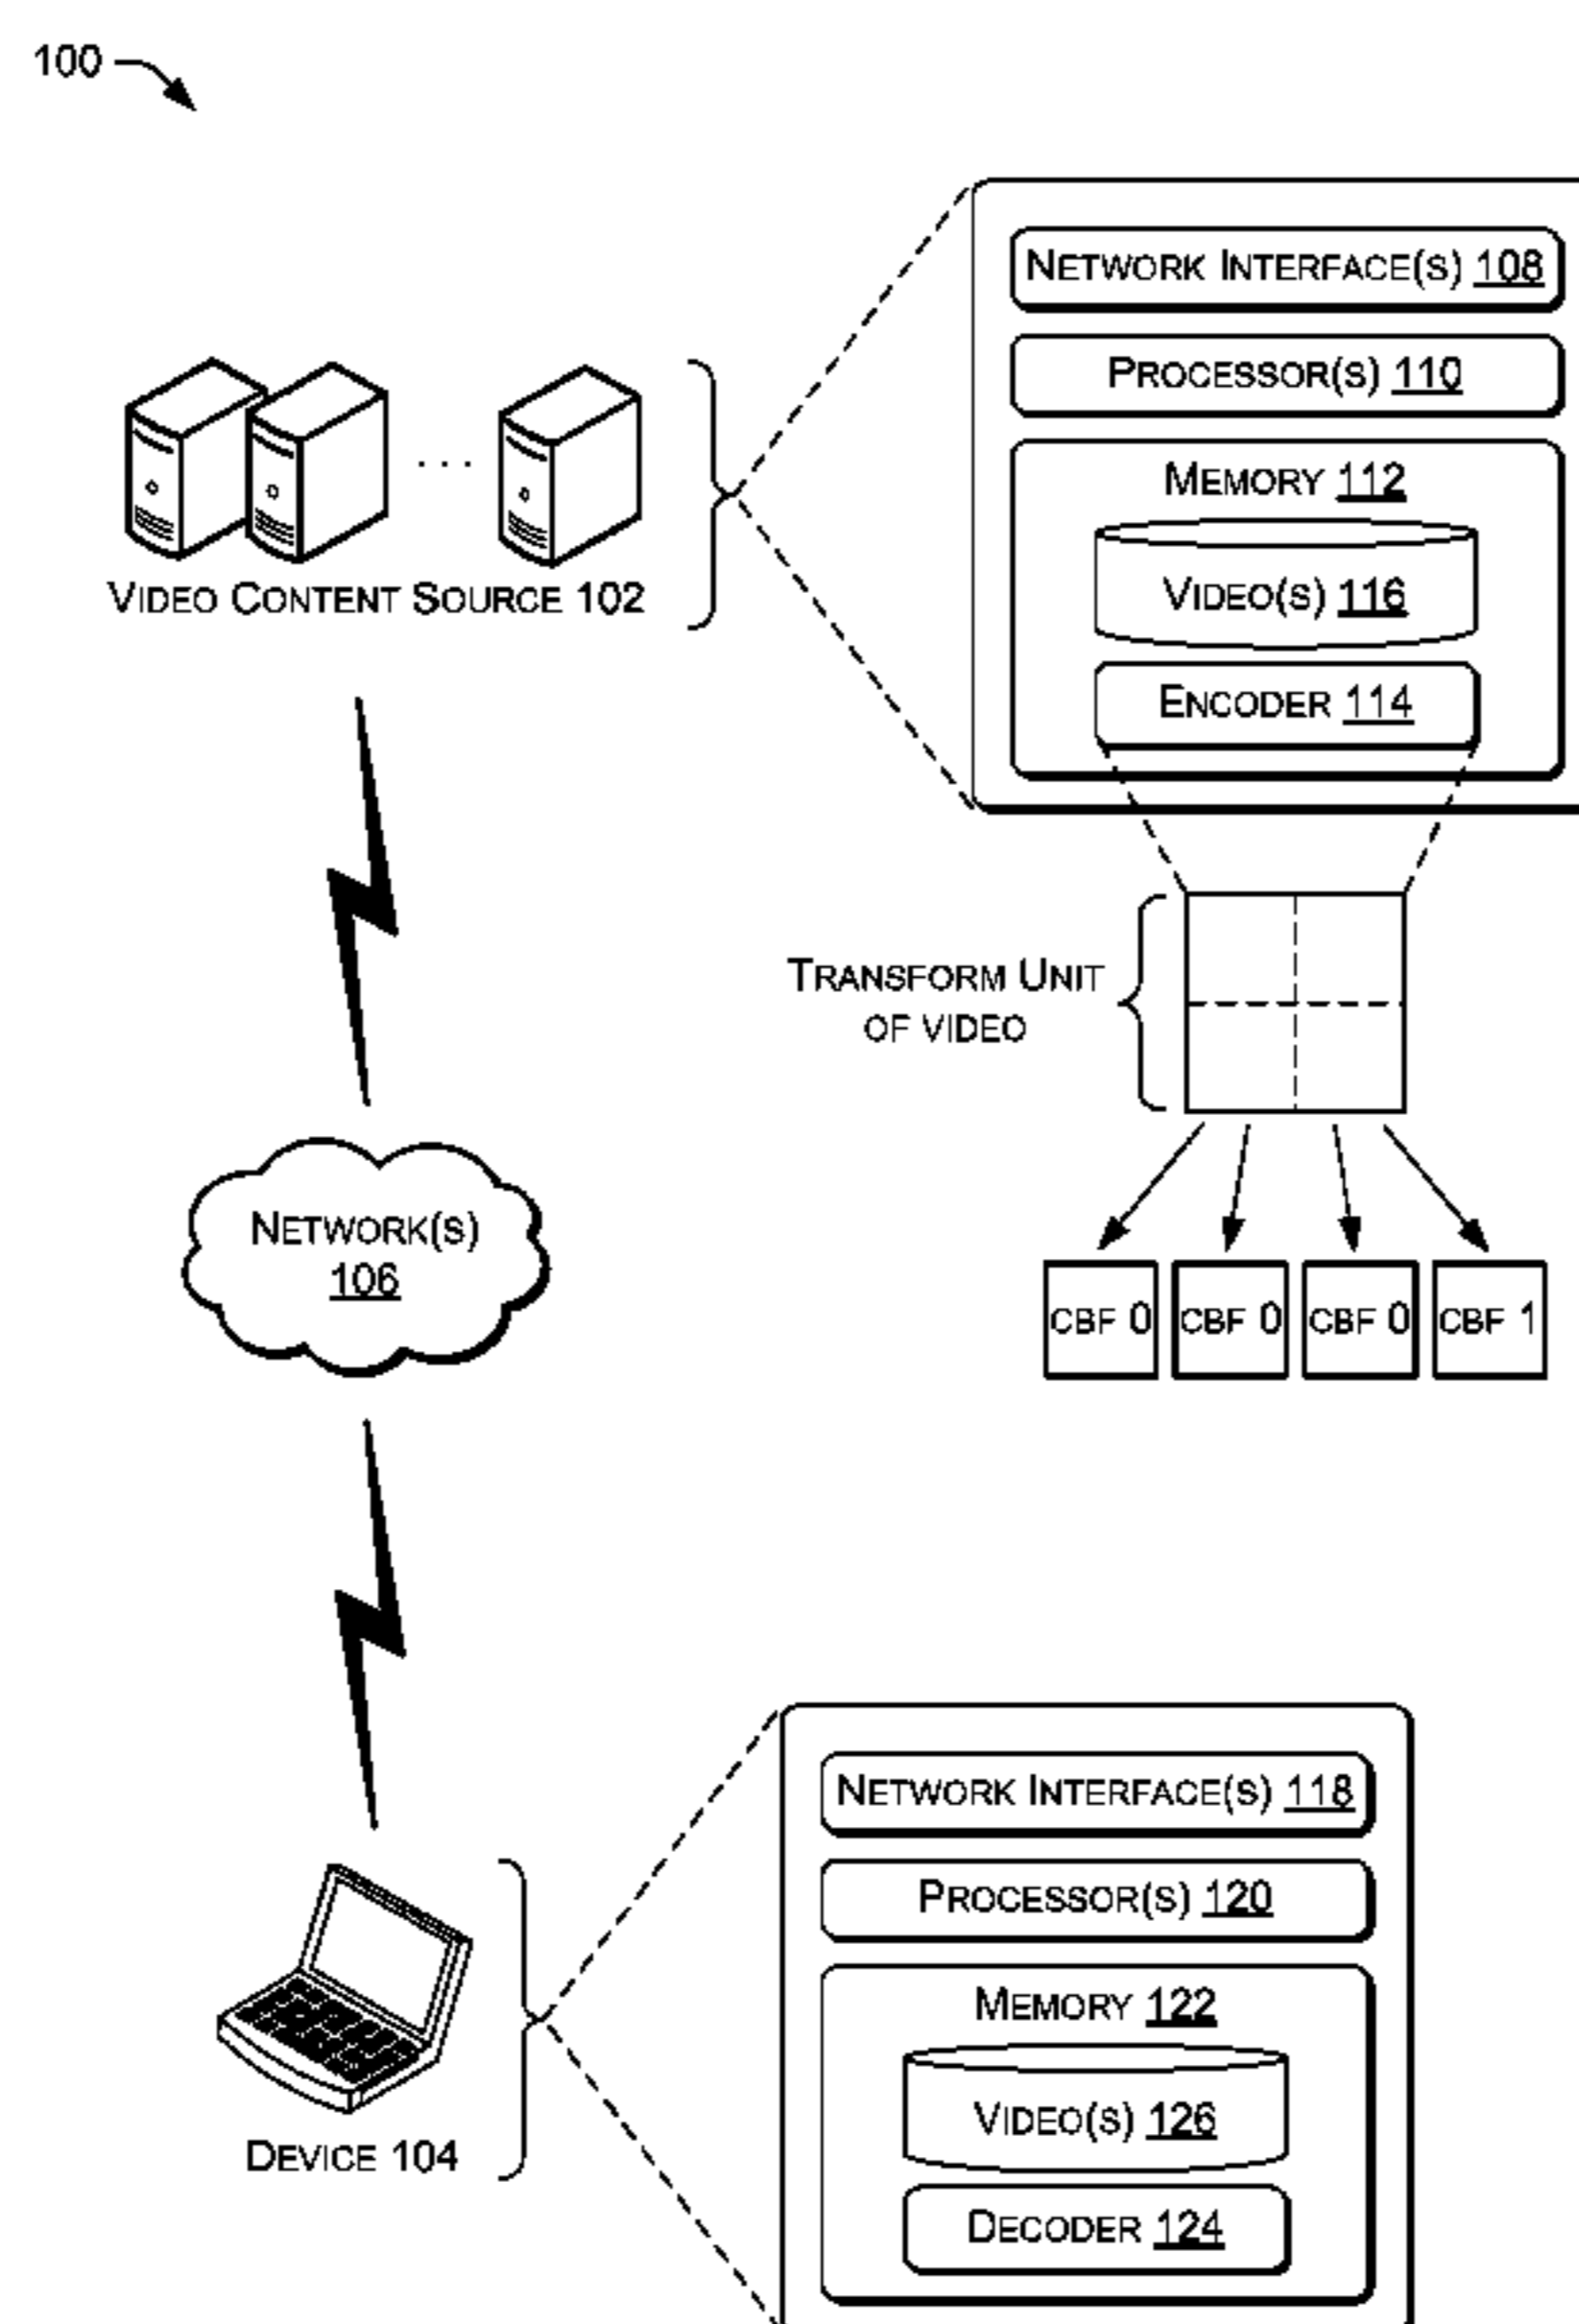 100
NETWORK INTERFACE(S) 108
PROCESSOR(S) 110
MEMORY 112
VIDEO(S) 116
ENCODER 114
VIDEO CONTENT SOURCE 102
TRANSFORM UNIT
OF VIDEO
CBF 0 CBF 0 CBF 0 CBF 1
NETWORK(S)
106
NETWORK INTERFACE(S) 118
PROCESSOR(S) 120
MEMORY 122
VIDEO(S) 126
DECODER 124
DEVICE 104